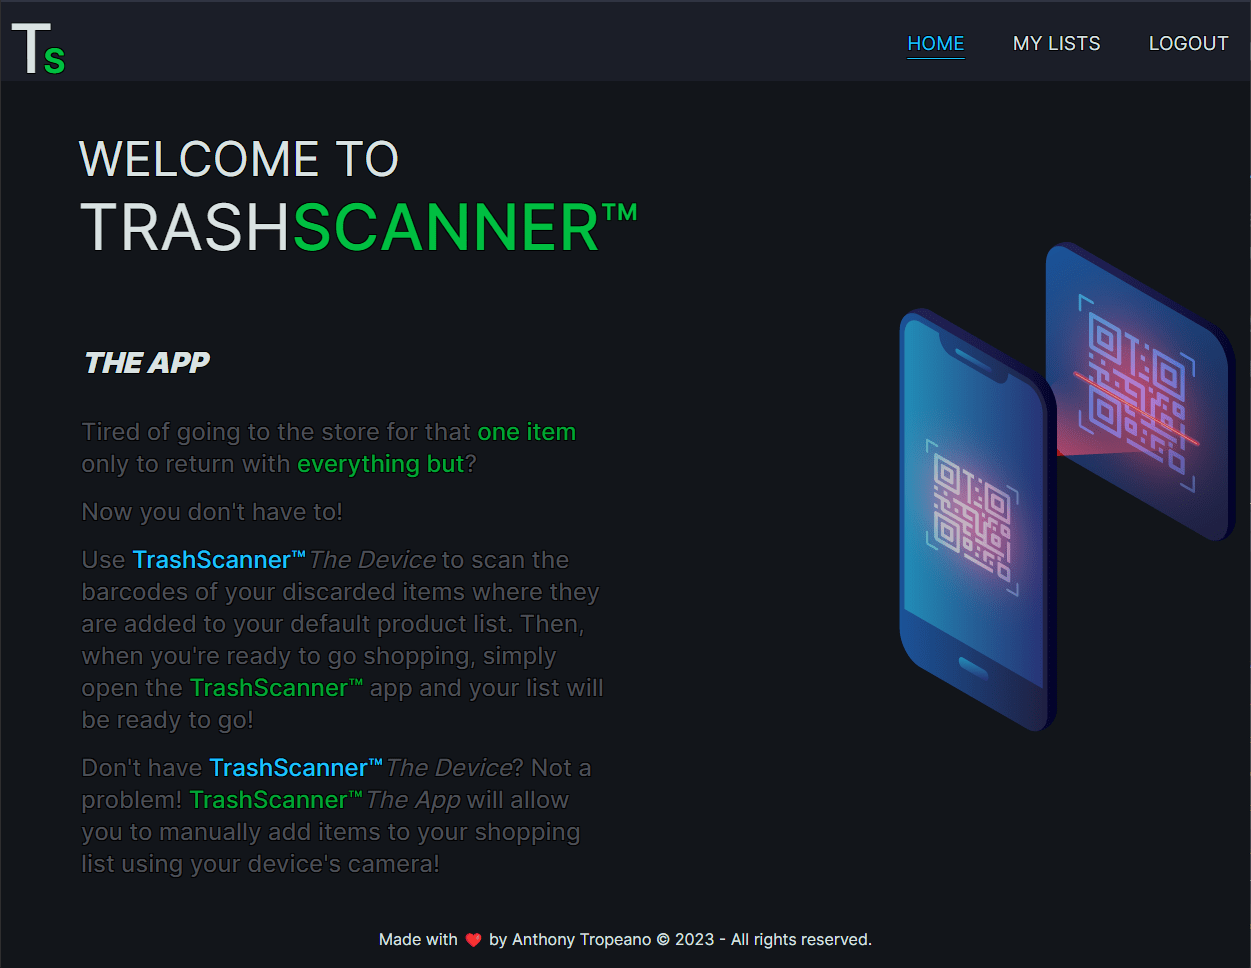 Ts
HOME MY LISTS LOGOUT
WELCOME TO
TRASHSCANNER™
THE APP
Tired of going to the store for that one item
only to return with everything but?
Now you don't have to!
Use TrashScanner™ The Device to scan the
barcodes of your discarded items where they
are added to your default product list. Then,
when you're ready to go shopping, simply
open the TrashScanner™ app and your list will
be ready to go!
Don't have TrashScanner™ The Device? Not a
problem! TrashScanner™ The App will allow
you to manually add items to your shopping
list using your device's camera!
Made with ❤️ by Anthony Tropeano © 2023 - All rights reserved.